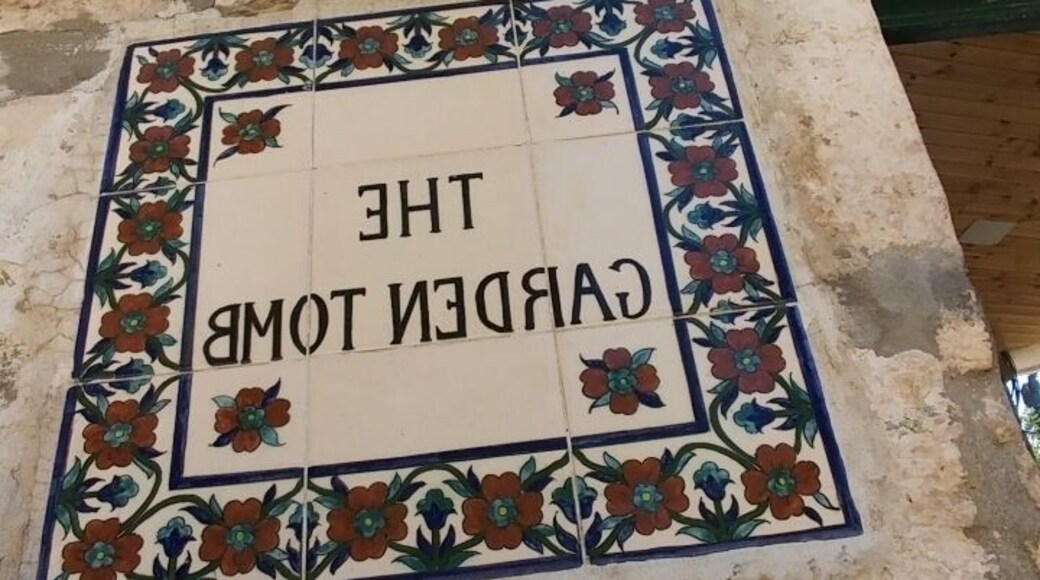 THE
GARDEN TOMB